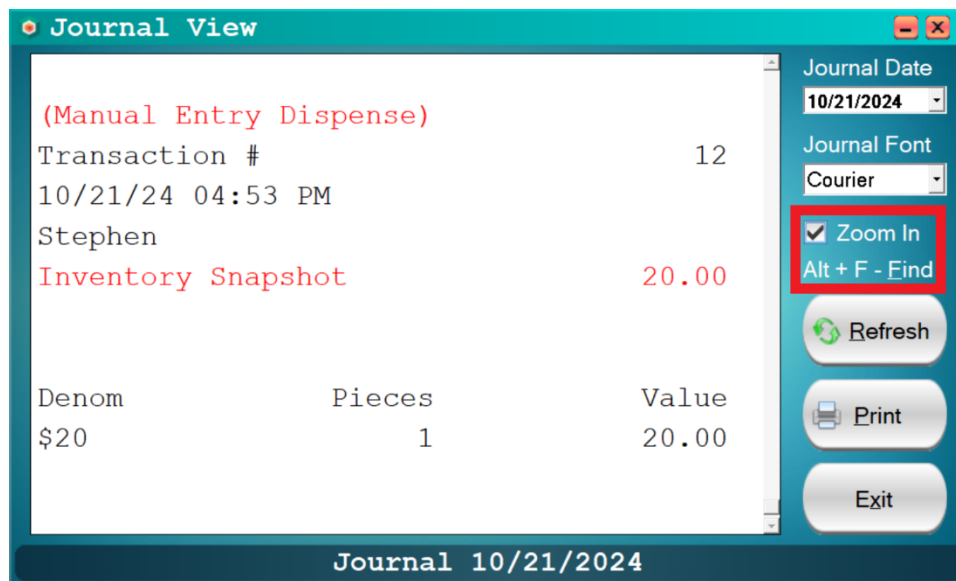 Journal View
(Manual Entry Dispense)
Transaction # 12
10/21/24 04:53 PM
Stephen
Inventory Snapshot 20.00
Denom Pieces Value
$20 1 20.00
Journal Date
10/21/2024
Journal Font
Courier
Zoom In
Alt + F - Find
Refresh
Print
Exit
Journal 10/21/2024